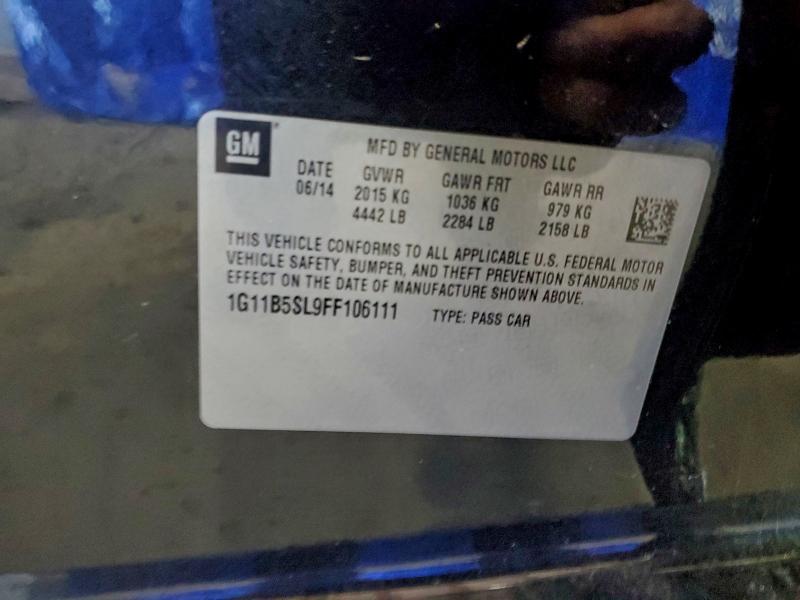 GM
MFD BY GENERAL MOTORS LLC
DATE GVWR GAWR FRT GAWR RR
06/14 2015 KG 1036 KG 979 KG
4442 LB 2284 LB 2158 LB
THIS VEHICLE CONFORMS TO ALL APPLICABLE U.S. FEDERAL MOTOR
VEHICLE SAFETY, BUMPER, AND THEFT PREVENTION STANDARDS IN
EFFECT ON THE DATE OF MANUFACTURE SHOWN ABOVE.
1G11B5SL9FF106111 TYPE: PASS CAR